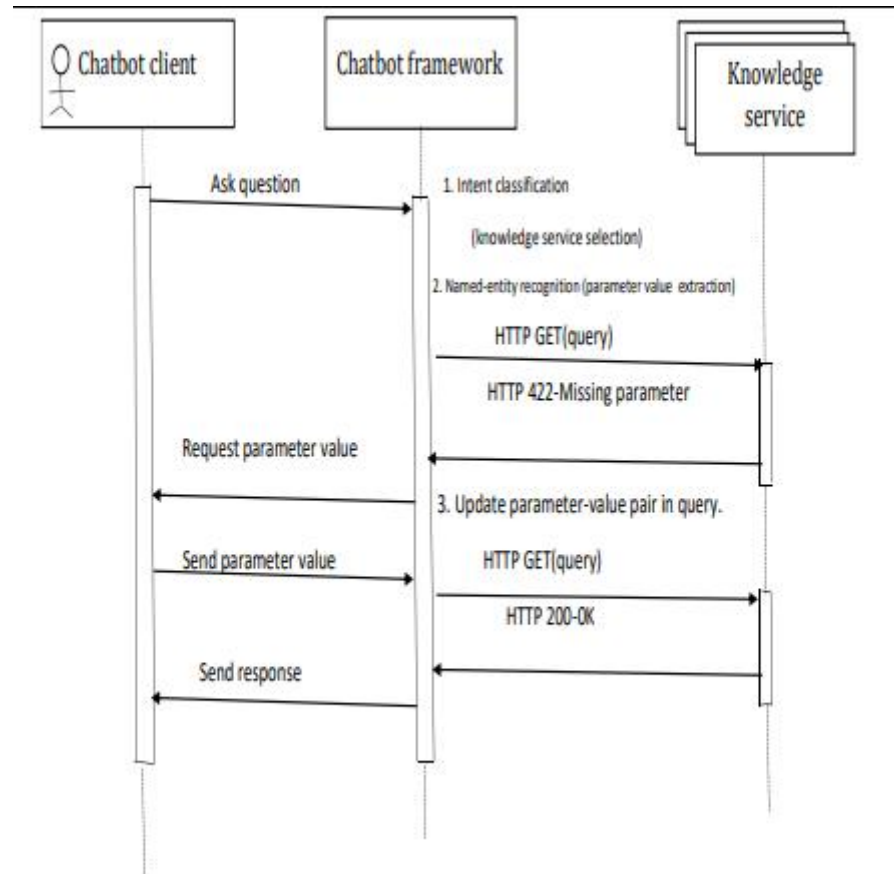 Chatbot client
Chatbot framework
Knowledge
service
Ask question
1. Intent classification
(knowledge service selection)
2. Named-entity recognition (parameter value extraction)
HTTP GET(query)
HTTP 422-Missing parameter
Request parameter value
3. Update parameter-value pair in query.
Send parameter value
HTTP GET(query)
HTTP 200-OK
Send response